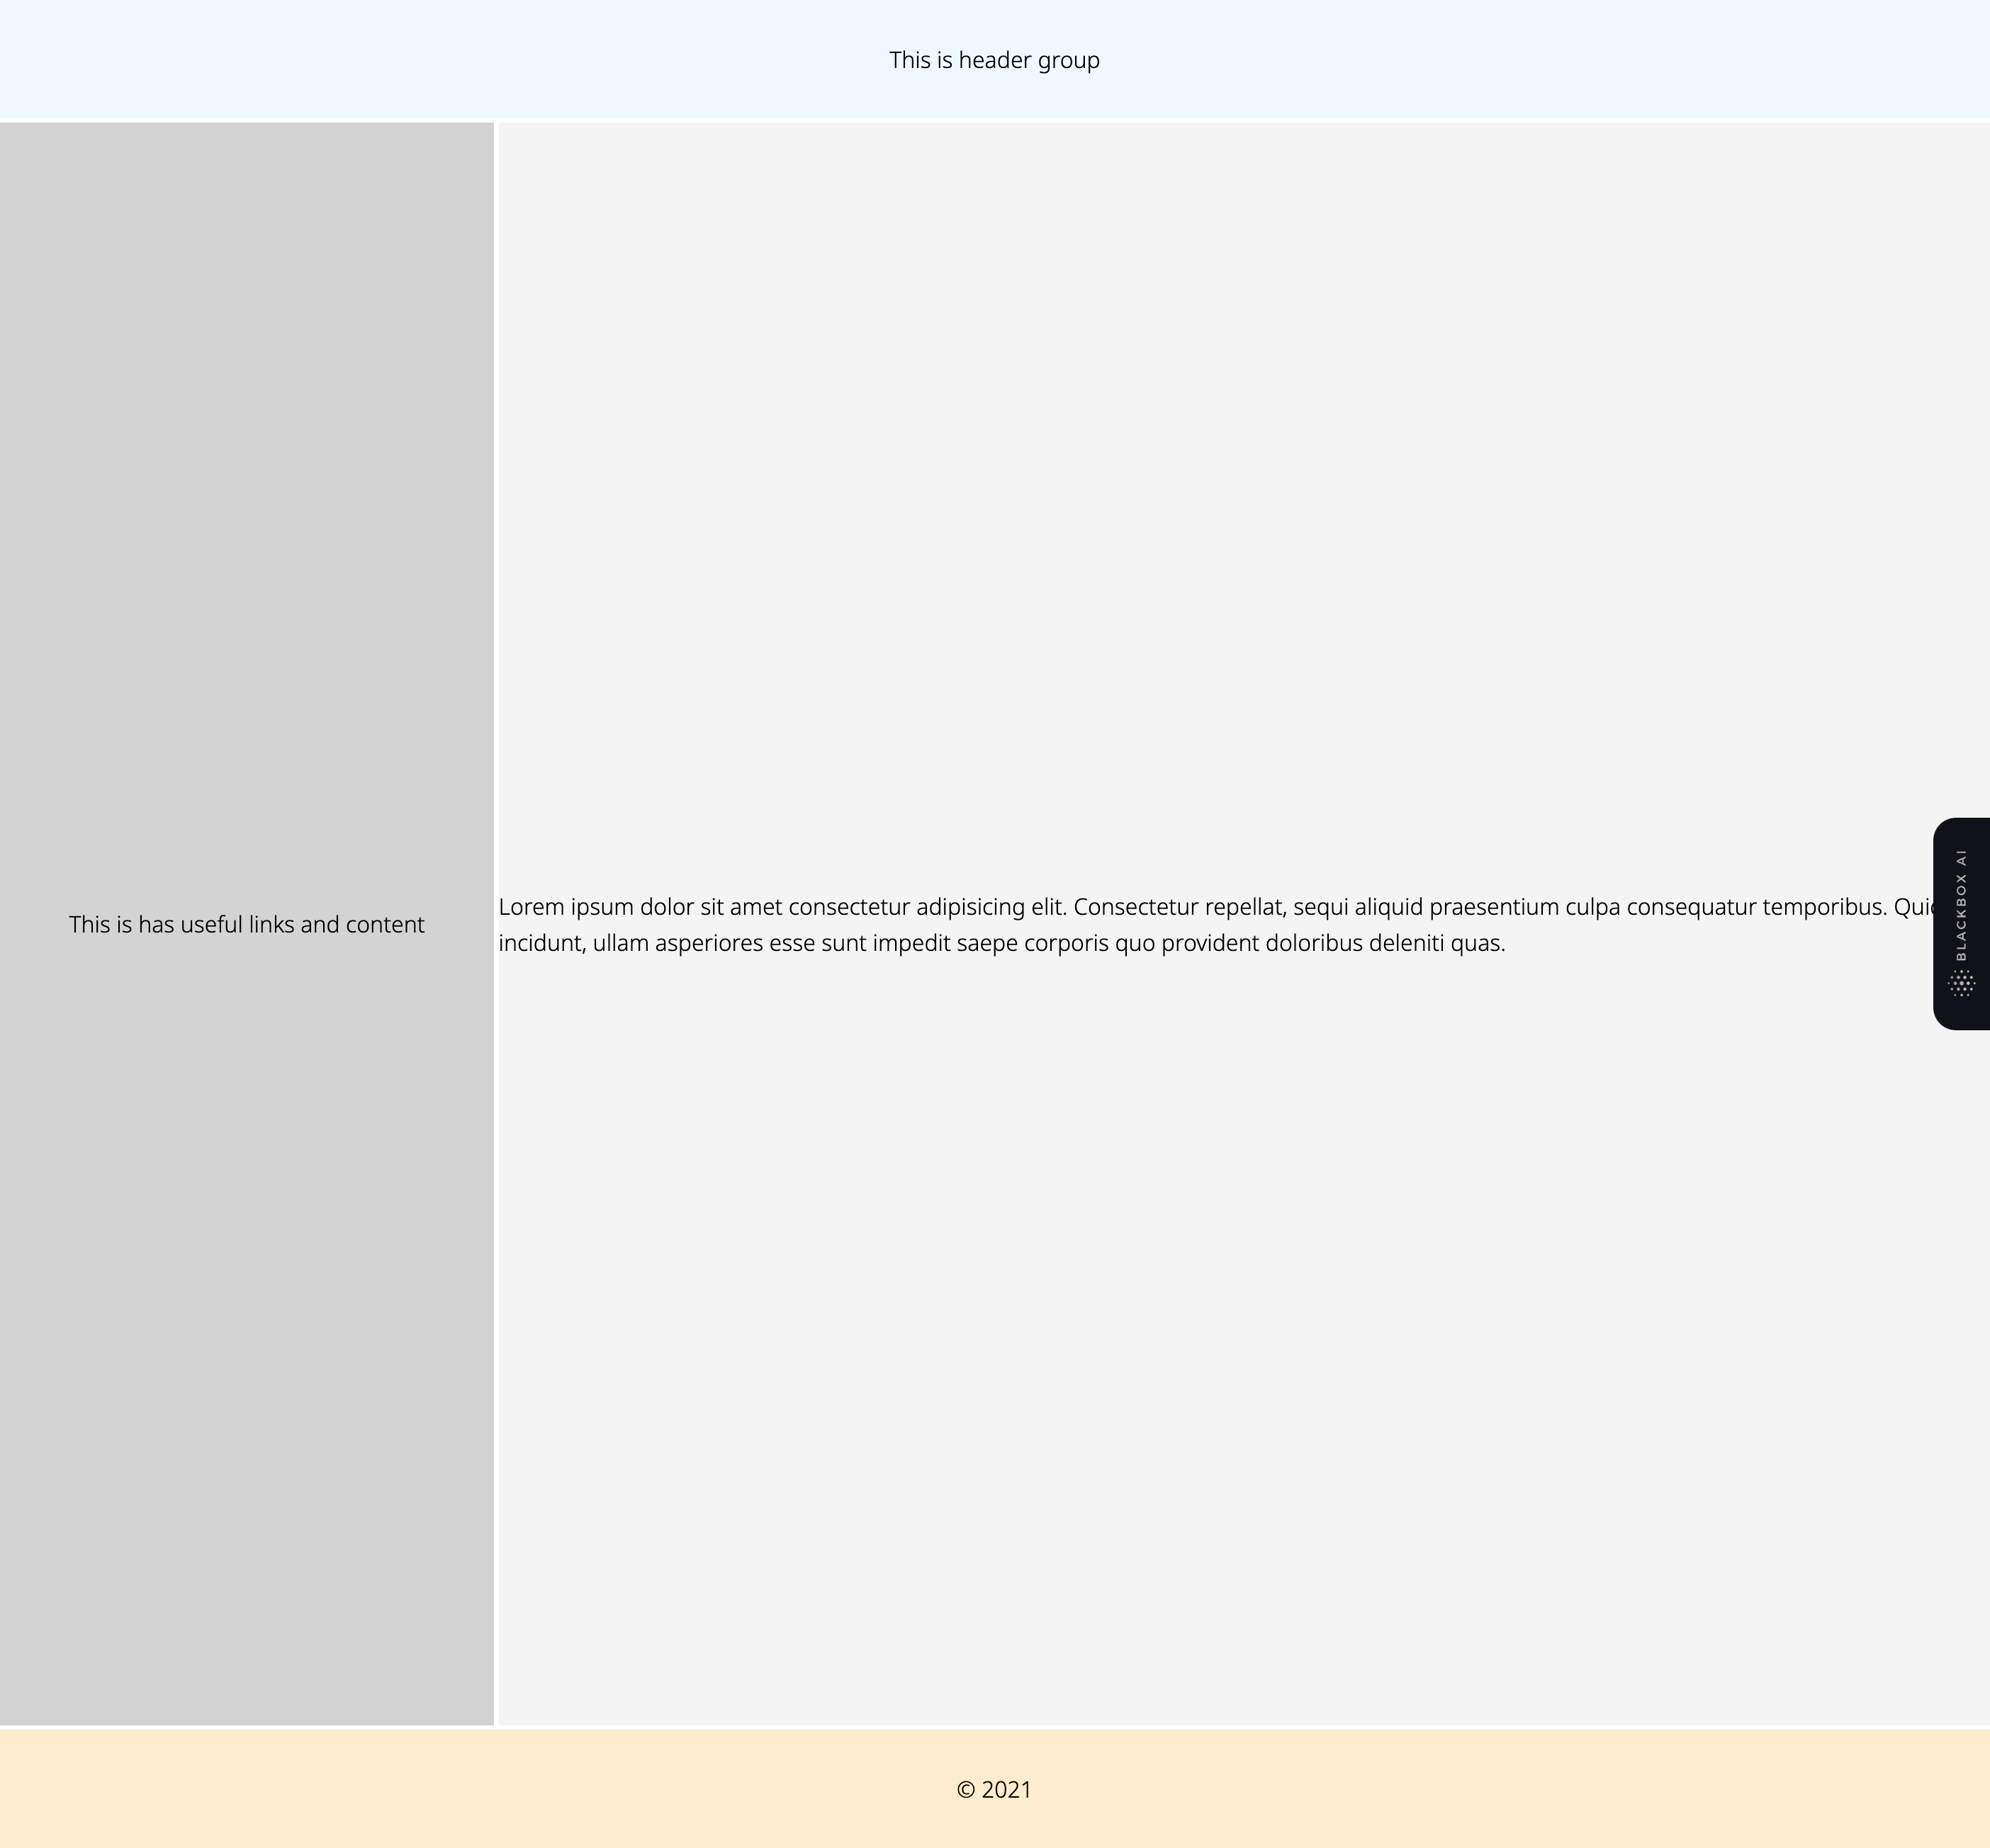 This is header group
This is has useful links and content
Lorem ipsum dolor sit amet consectetur adipisicing elit. Consectetur repellat, sequi aliquid praesentium culpa consequatur temporibus.
incidunt, ullam asperiores esse sunt impedit saepe corporis quo provident doloribus deleniti quas.
BLACKBOX AI
© 2021